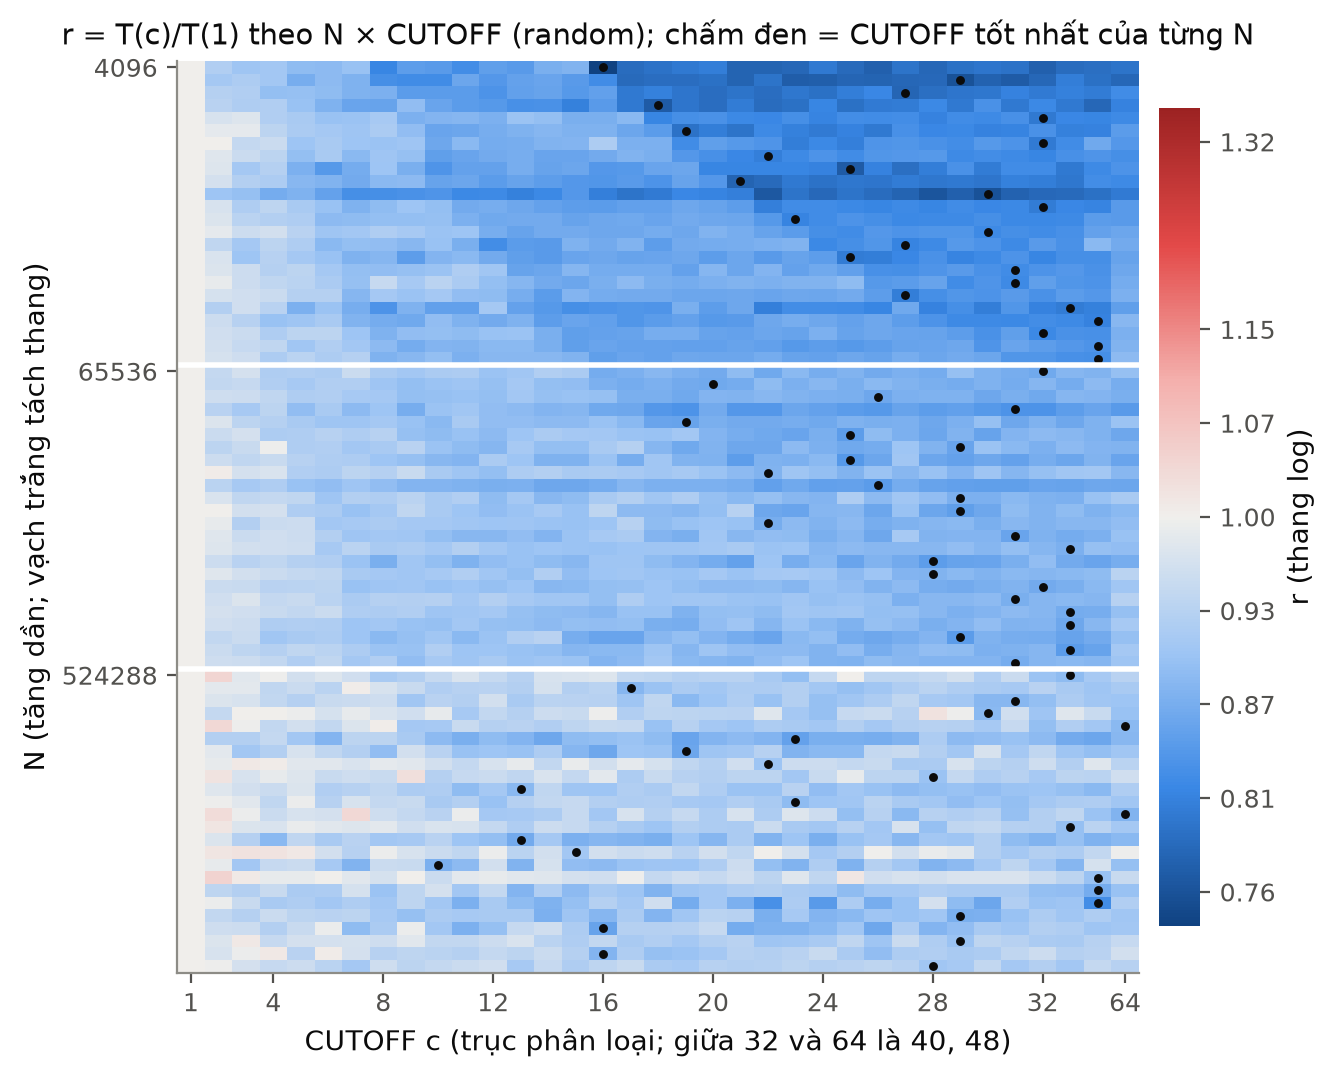 r = T(c)/T(1) theo N × CUTOFF (random); chấm đen = CUTOFF tốt nhất của từng N
4096
65536
524288
N (tăng dần; vạch trắng tách thang)
1 4 8 12 16 20 24 28 32 64
CUTOFF c (trục phân loại; giữa 32 và 64 là 40, 48)
1.32
1.15
1.07
1.00
0.93
0.87
0.81
0.76
r (thang log)